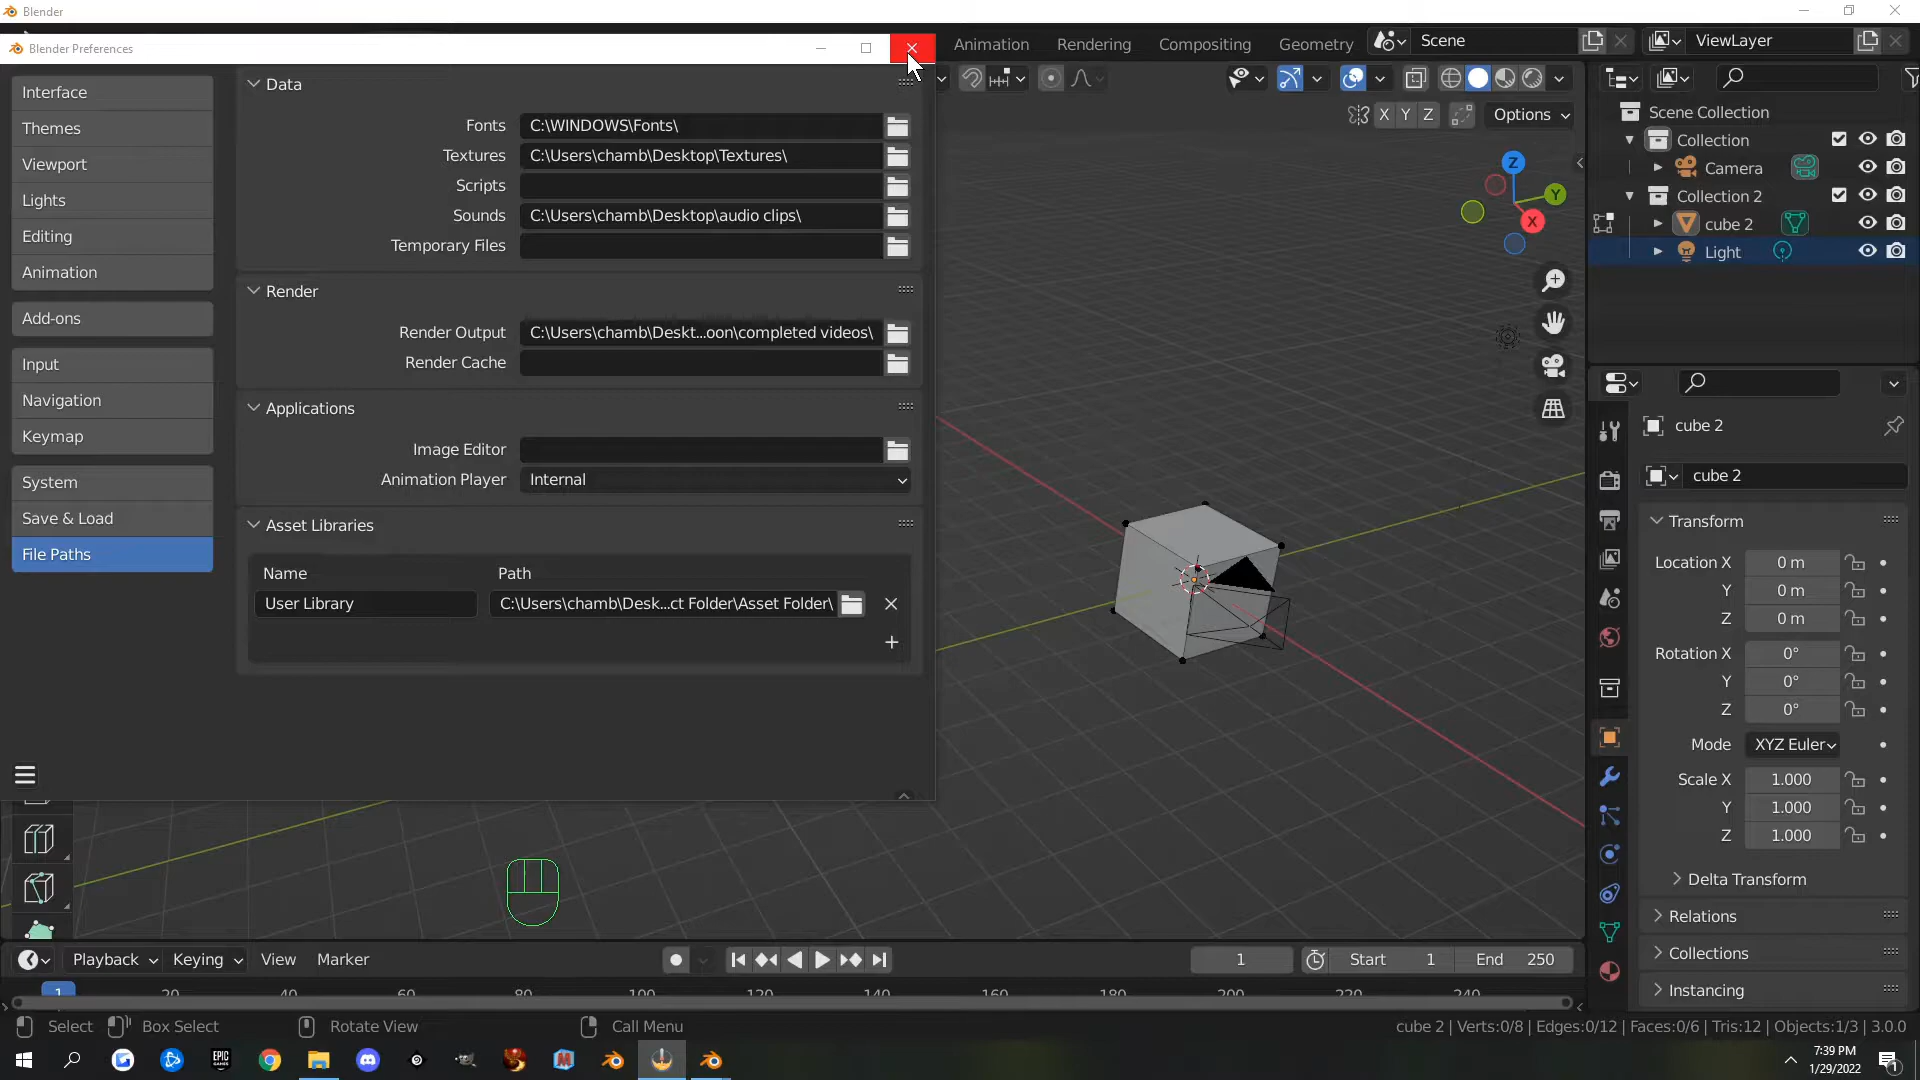 Blender
Blender Preferences
Animation
Rendering
Compositing
Geometry
Scene
ViewLayer
Interface
Themes
Viewport
Lights
Editing
Animation
Add-ons
Input
Navigation
Keymap
System
Save & Load
File Paths
Data
Fonts C:\WINDOWS\Fonts\
Textures C:\Users\chamb\Desktop\Textures\
Scripts
Sounds C:\Users\chamb\Desktop\audio clips\
Temporary Files
Render
Render Output C:\Users\chamb\Deskt...oon\completed videos\
Render Cache
Applications
Image Editor
Animation Player Internal
Asset Libraries
Name Path
User Library C:\Users\chamb\Desk...ct Folder\Asset Folder\
X Y Z
Options
Z
Y
X
Scene Collection
Collection
Camera
Collection 2
cube 2
Light
cube 2
cube 2
Transform
Location X 0 m
Y 0 m
Z 0 m
Rotation X 0°
Y 0°
Z 0°
Mode XYZ Euler
Scale X 1.000
Y 1.000
Z 1.000
Delta Transform
Relations
Collections
Instancing
Playback Keying View Marker
1 Start 1 End 250
1 20 40 60 80 100 120 140 160 180 200 220 240
Select Box Select Rotate View Call Menu
cube 2 | Verts:0/8 | Edges:0/12 | Faces:0/6 | Tris:12 | Objects:1/3 | 3.0.0
EPIC GAMES
7:39 PM
1/29/2022
1